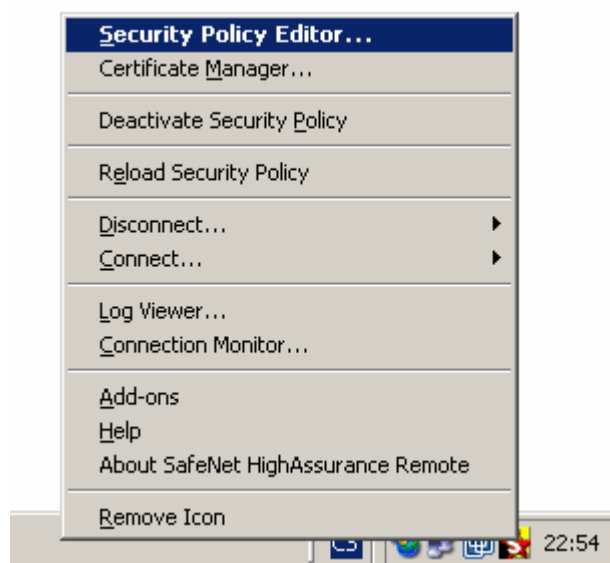 Security Policy Editor...
Certificate Manager...
Deactivate Security Policy
Reload Security Policy
Disconnect...
Connect...
Log Viewer...
Connection Monitor...
Add-ons
Help
About SafeNet HighAssurance Remote
Remove Icon
22:54